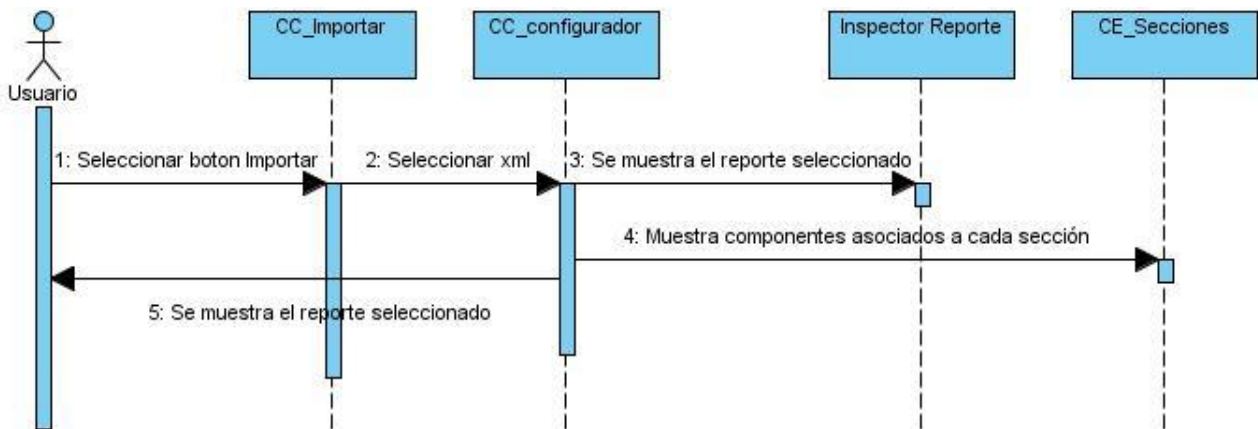 CC_Importar
CC_configurador
Inspector Reporte
CE_Secciones
Usuario
1: Seleccionar boton Importar
2: Seleccionar xml
3: Se muestra el reporte seleccionado
4: Muestra componentes asociados a cada sección
5: Se muestra el reporte seleccionado